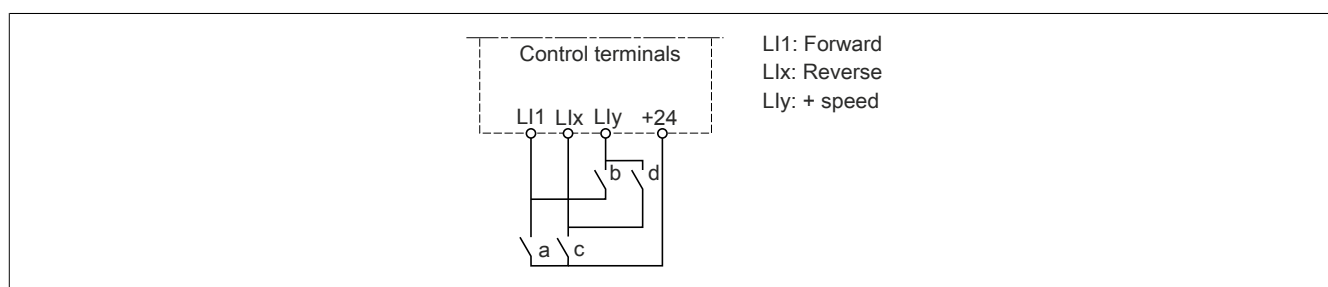 Control terminals
LI1 LIx LIy +24
b d
a c
LI1: Forward
LIx: Reverse
LIy: + speed